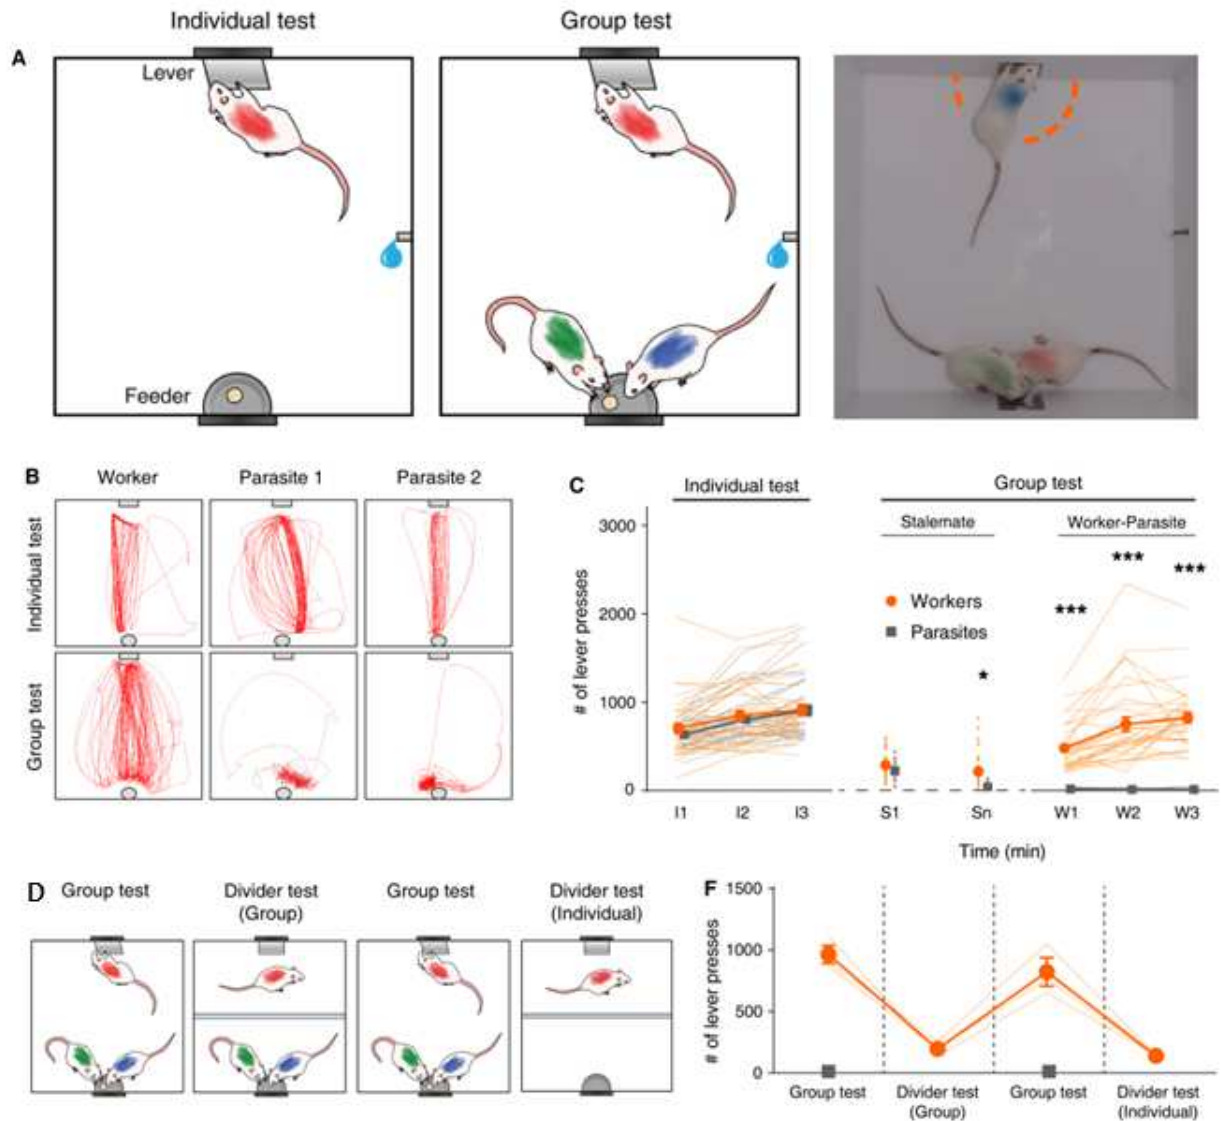 Individual test
Group test
A
Lever
Feeder
B
Worker
Parasite 1
Parasite 2
Individual test
Group test
C
Individual test
Group test
Stalemate
Worker-Parasite
# of lever presses
3000
2000
1000
0
Workers
Parasites
***
***
***
*
I1
I2
I3
S1
Sn
W1
W2
W3
Time (min)
D
Group test
Divider test
(Group)
Group test
Divider test
(Individual)
F
# of lever presses
1500
1000
500
0
Group test
Divider test
(Group)
Group test
Divider test
(Individual)